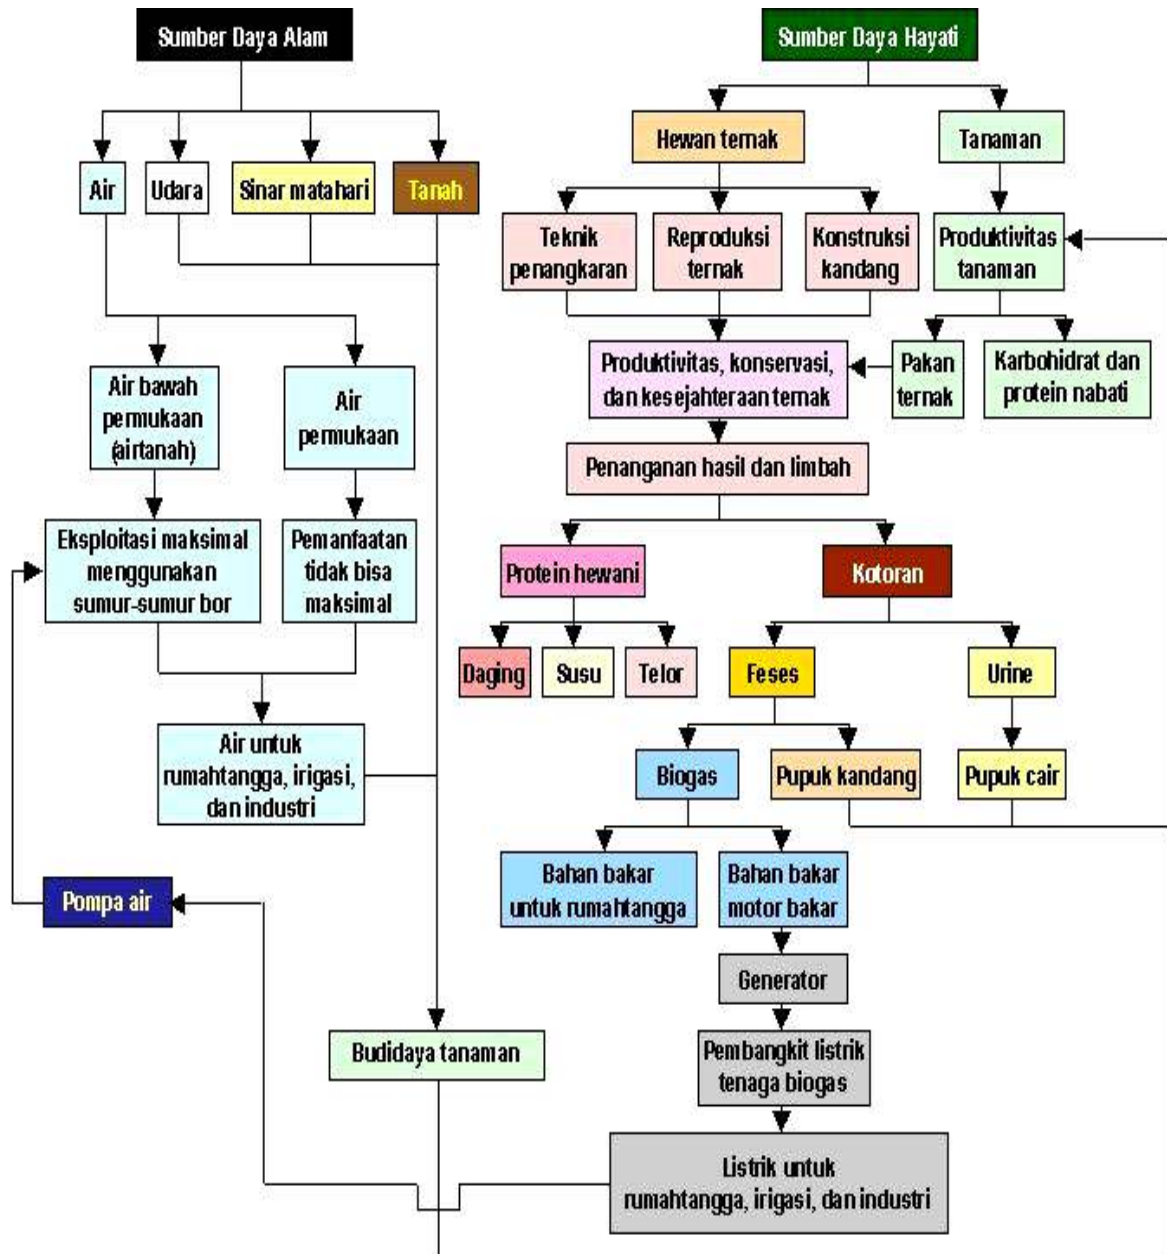 Sumber Daya Alam
Sumber Daya Hayati
Hewan ternak
Tanaman
Air
Udara
Sinar matahari
Tanah
Teknik
penangkaran
Reproduksi
ternak
Konstruksi
kandang
Produktivitas
tanaman
Air bawah
permukaan
(airtanah)
Air
permukaan
Produktivitas, konservasi,
dan kesejahteraan ternak
Pakan
ternak
Karbohidrat dan
protein nabati
Penanganan hasil dan limbah
Eksploitasi maksimal
menggunakan
sumur-sumur bor
Pemanfaatan
tidak bisa
maksimal
Protein hewani
Kotoran
Daging
Susu
Telor
Feses
Urine
Air untuk
rumahtangga, irigasi,
dan industri
Biogas
Pupuk kandang
Pupuk cair
Pompa air
Bahan bakar
untuk rumahtangga
Bahan bakar
motor bakar
Generator
Budidaya tanaman
Pembangkit listrik
tenaga biogas
Listrik untuk
rumahtangga, irigasi, dan industri